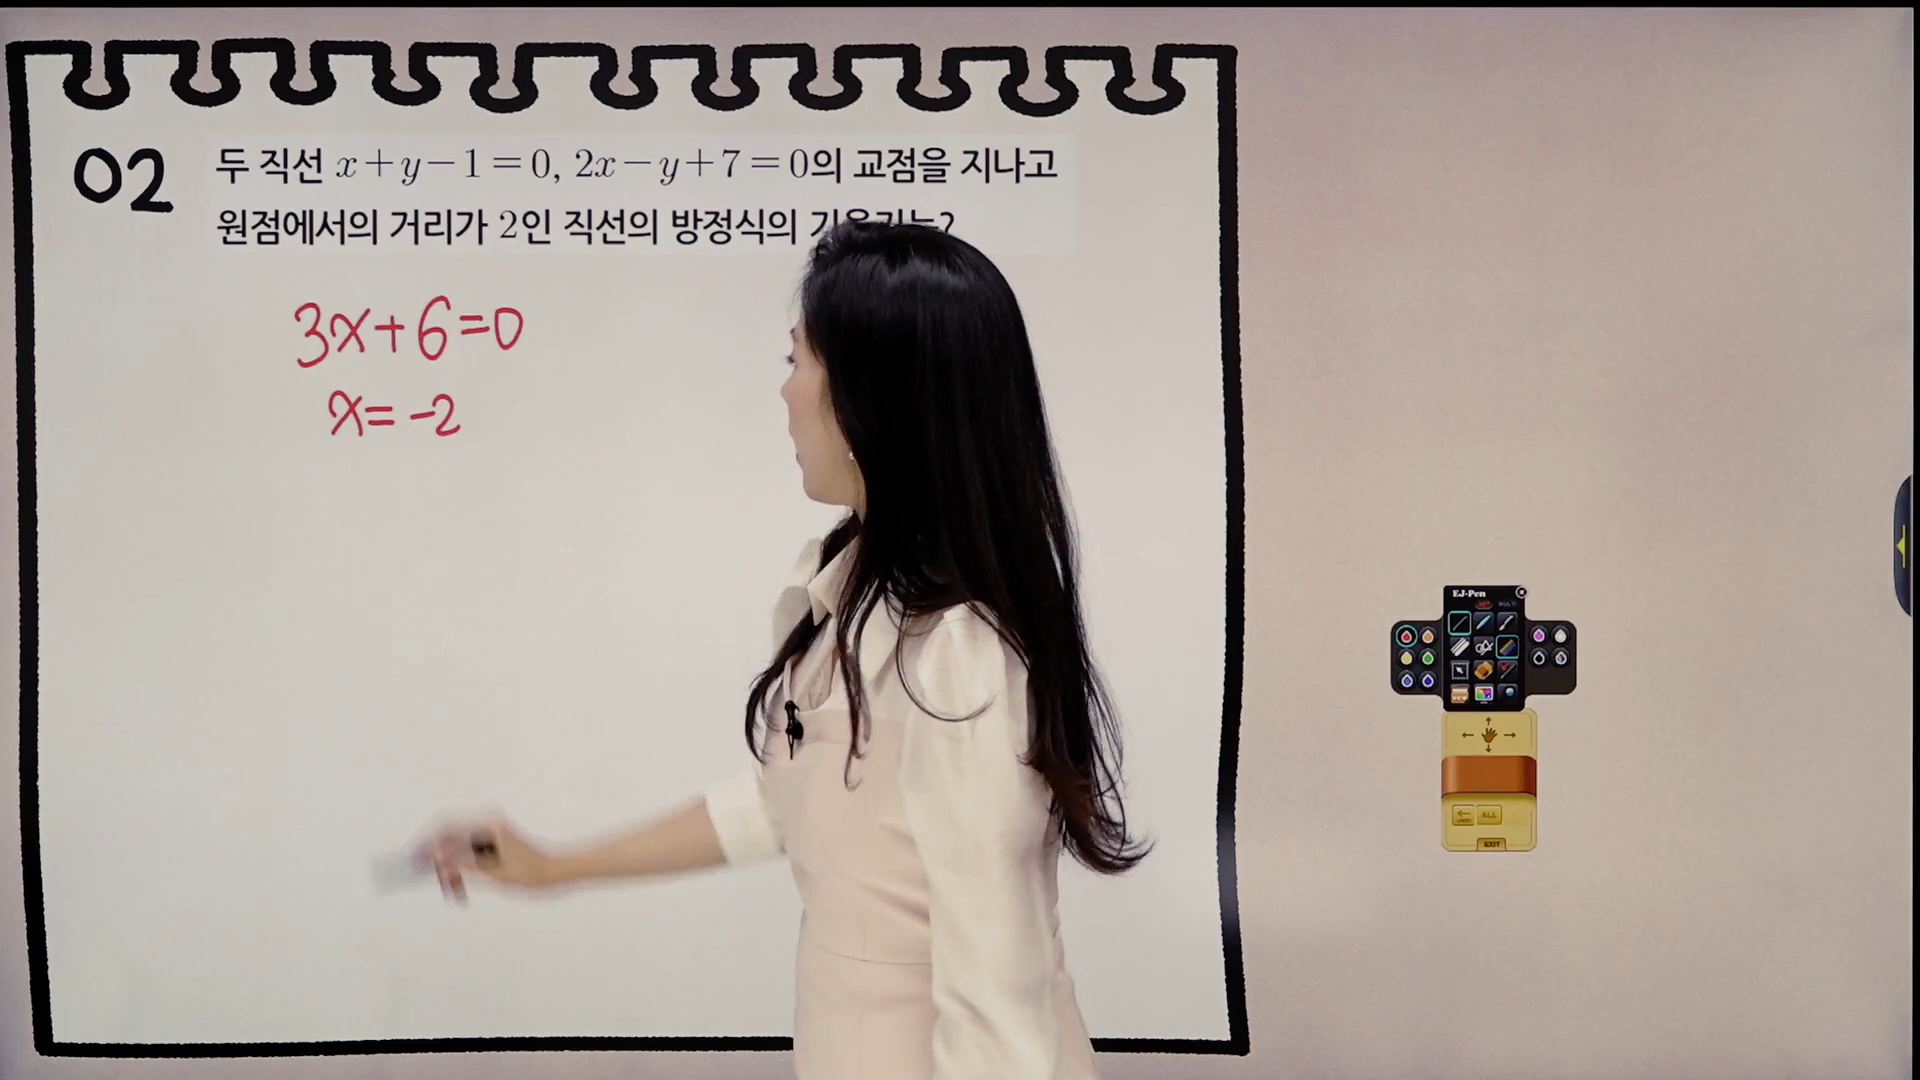 02
두 직선 x+y-1=0, 2x-y+7=0의 교점을 지나고
원점에서의 거리가 2인 직선의 방정식의
3x+6=0
x=-2
EJ-Pen
ALL
EXIT